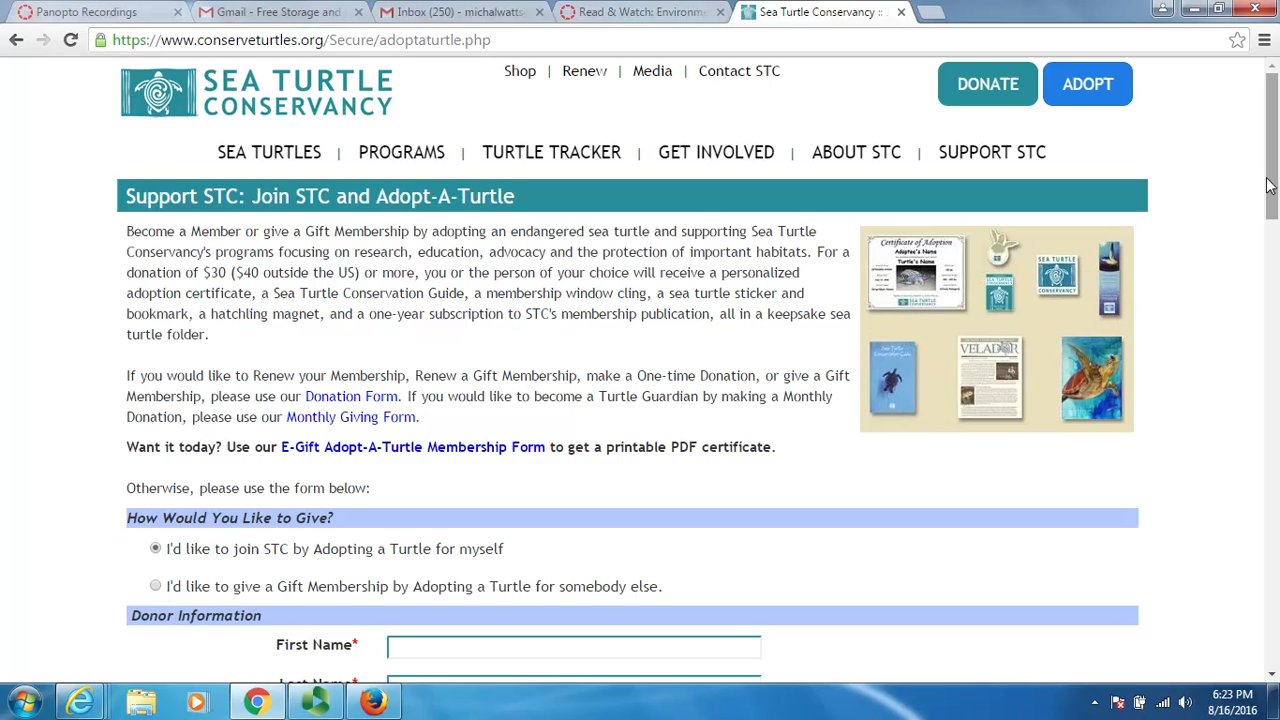 Panopto Recordings
Gmail - Free Storage and
Inbox (250) - michalwatts-
Read & Watch: Environm
Sea Turtle Conservancy ::
https://www.conserveturtles.org/Secure/adoptaturtle.php
SEA TURTLE
CONSERVANCY
Shop | Renew | Media | Contact STC
DONATE
ADOPT
SEA TURTLES | PROGRAMS | TURTLE TRACKER | GET INVOLVED | ABOUT STC | SUPPORT STC
Support STC: Join STC and Adopt-A-Turtle
Become a Member or give a Gift Membership by adopting an endangered sea turtle and supporting Sea Turtle
Conservancy's programs focusing on research, education, advocacy and the protection of important habitats. For a
donation of $30 ($40 outside the US) or more, you or the person of your choice will receive a personalized
adoption certificate, a Sea Turtle Conservation Guide, a membership window cling, a sea turtle sticker and
bookmark, a hatchling magnet, and a one-year subscription to STC's membership publication, all in a keepsake sea
turtle folder.
Certificate of Adoption
Adoptee's Name
Turtle's Name
SEA TURTLE
CONSERVANCY
VELADOR
If you would like to Renew your Membership, Renew a Gift Membership, make a One-time Donation, or give a Gift
Membership, please use our Donation Form. If you would like to become a Turtle Guardian by making a Monthly
Donation, please use our Monthly Giving Form.
Want it today? Use our E-Gift Adopt-A-Turtle Membership Form to get a printable PDF certificate.
Otherwise, please use the form below:
How Would You Like to Give?
I'd like to join STC by Adopting a Turtle for myself
I'd like to give a Gift Membership by Adopting a Turtle for somebody else.
Donor Information
First Name*
Last Name*
6:23 PM
8/16/2016